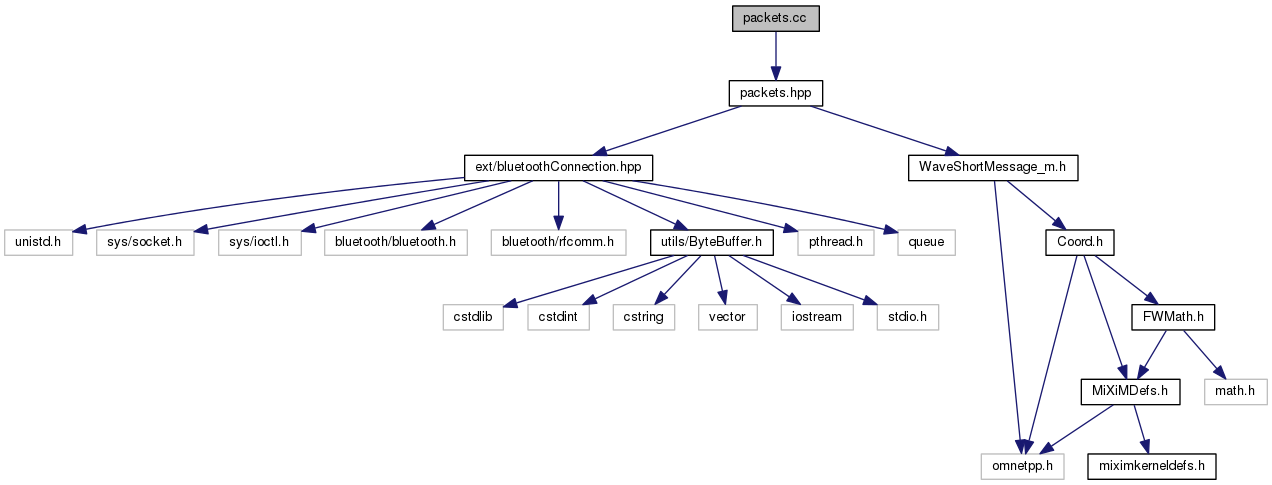 packets.cc
packets.hpp
ext/bluetoothConnection.hpp
WaveShortMessage_m.h
unistd.h
sys/socket.h
sys/ioctl.h
bluetooth/bluetooth.h
bluetooth/rfcomm.h
utils/ByteBuffer.h
pthread.h
queue
Coord.h
cstdlib
cstdint
cstring
vector
iostream
stdio.h
FWMath.h
MiXiMDefs.h
math.h
omnetpp.h
miximkerneldefs.h